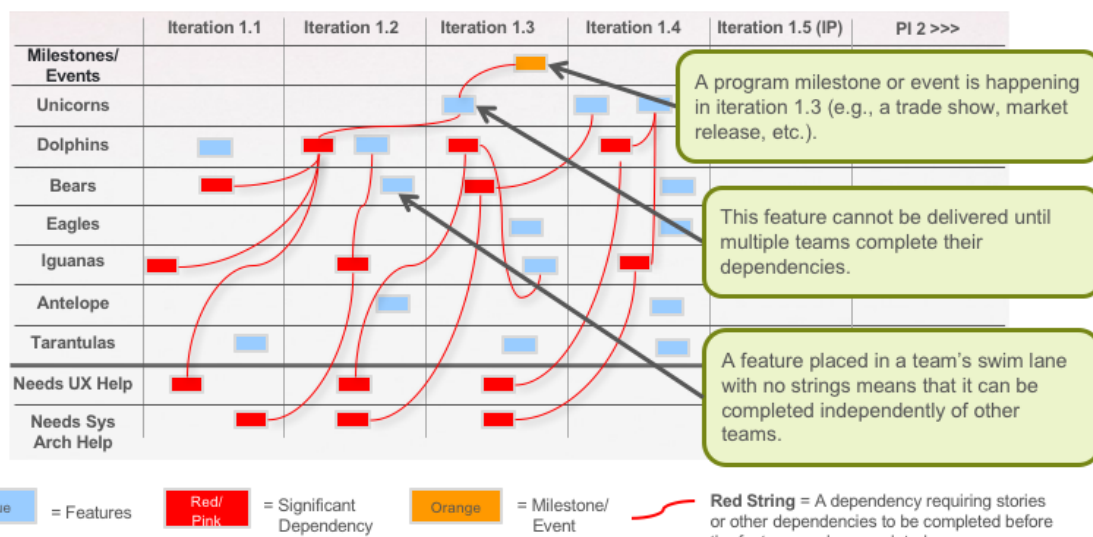 Iteration 1.1 Iteration 1.2 Iteration 1.3 Iteration 1.4 Iteration 1.5 (IP) PI 2 >>>
Milestones/
Events
Unicorns
Dolphins
Bears
Eagles
Iguanas
Antelope
Tarantulas
Needs UX Help
Needs Sys
Arch Help
A program milestone or event is happening
in iteration 1.3 (e.g., a trade show, market
release, etc.).
This feature cannot be delivered until
multiple teams complete their
dependencies.
A feature placed in a team's swim lane
with no strings means that it can be
completed independently of other
teams.
= Features
Red/
Pink
= Significant
Dependency
Orange
= Milestone/
Event
Red String = A dependency requiring stories
or other dependencies to be completed before